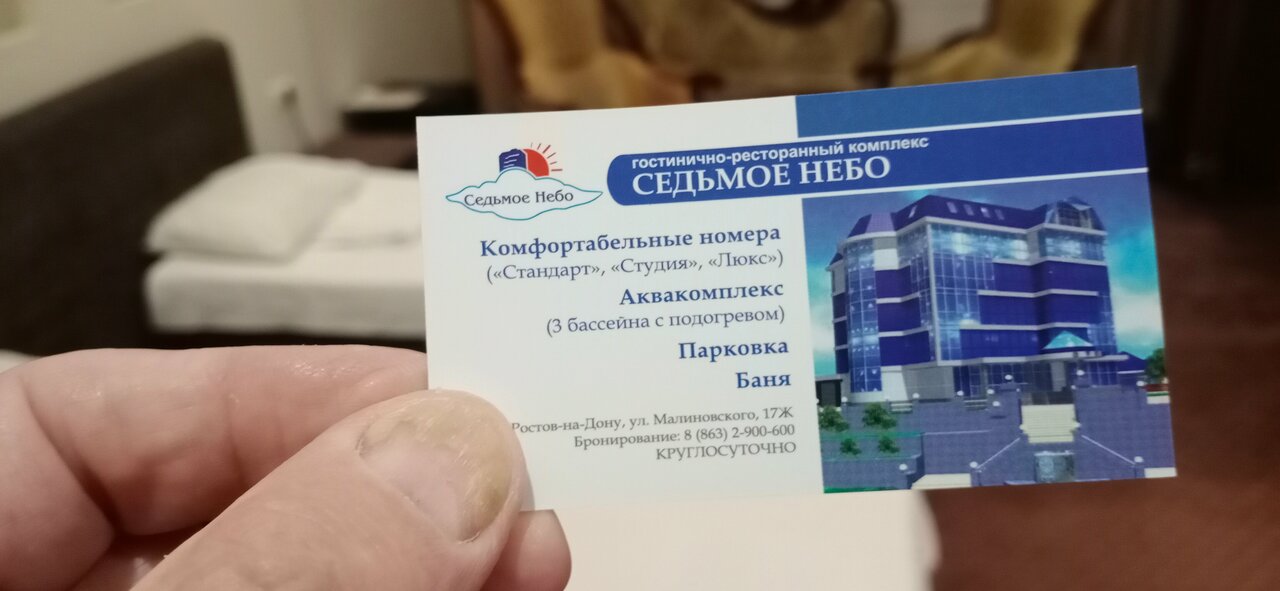 Седьмое Небо
гостинично-ресторанный комплекс
СЕДЬМОЕ НЕБО
Комфортабельные номера
(«Стандарт», «Студия», «Люкс»)
Аквакомплекс
(3 бассейна с подогревом)
Парковка
Баня
Ростов-на-Дону, ул. Малиновского, 17Ж
Бронирование: 8 (863) 2-900-600
КРУГЛОСУТОЧНО